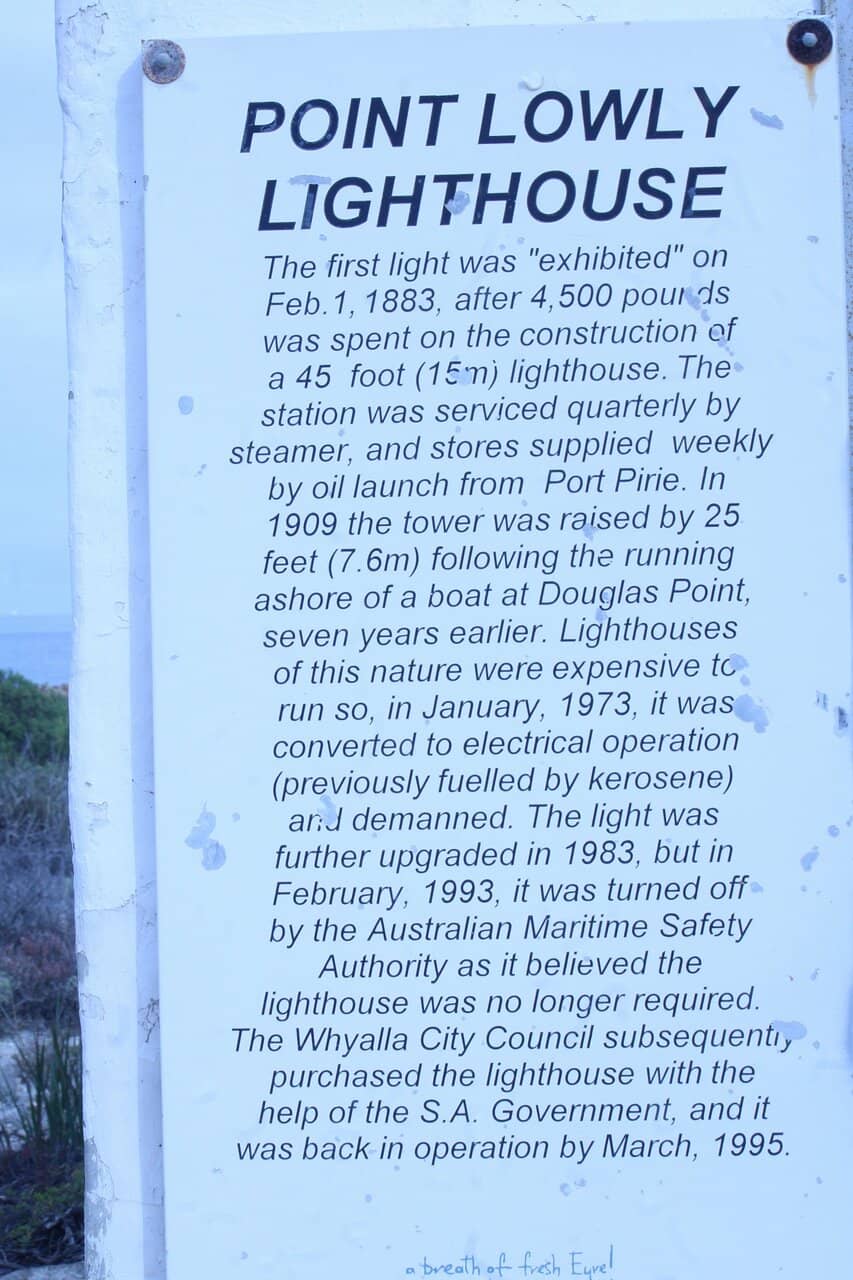 POINT LOWLY
LIGHTHOUSE
The first light was "exhibited" on
Feb.1, 1883, after 4,500 pounds
was spent on the construction of
a 45 foot (15m) lighthouse. The
station was serviced quarterly by
steamer, and stores supplied weekly
by oil launch from Port Pirie. In
1909 the tower was raised by 25
feet (7.6m) following the running
ashore of a boat at Douglas Point,
seven years earlier. Lighthouses
of this nature were expensive to
run so, in January, 1973, it was
converted to electrical operation
(previously fuelled by kerosene)
and demanned. The light was
further upgraded in 1983, but in
February, 1993, it was turned off
by the Australian Maritime Safety
Authority as it believed the
lighthouse was no longer required.
The Whyalla City Council subsequently
purchased the lighthouse with the
help of the S.A. Government, and it
was back in operation by March, 1995.
a breath of fresh Eyre!